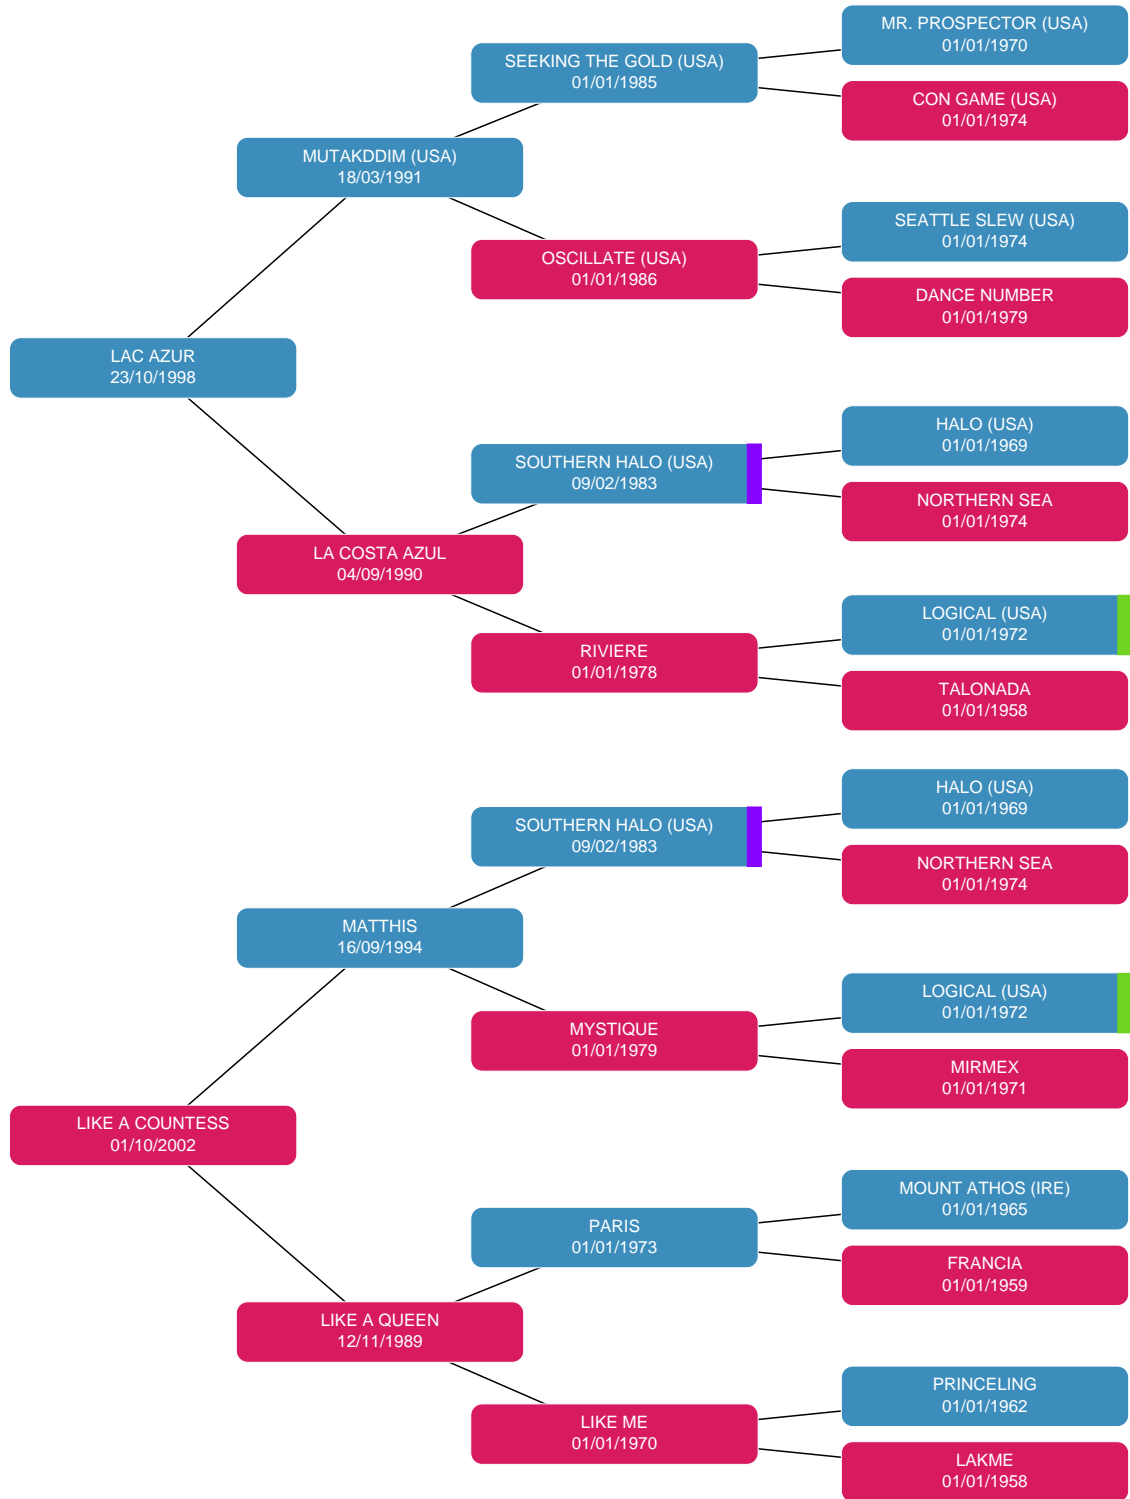 MR. PROSPECTOR (USA)
01/01/1970
SEEKING THE GOLD (USA)
01/01/1985
CON GAME (USA)
01/01/1974
MUTAKDDIM (USA)
18/03/1991
SEATTLE SLEW (USA)
01/01/1974
OSCILLATE (USA)
01/01/1986
DANCE NUMBER
01/01/1979
LAC AZUR
23/10/1998
HALO (USA)
01/01/1969
SOUTHERN HALO (USA)
09/02/1983
NORTHERN SEA
01/01/1974
LA COSTA AZUL
04/09/1990
LOGICAL (USA)
01/01/1972
RIVIERE
01/01/1978
TALONADA
01/01/1958
HALO (USA)
01/01/1969
SOUTHERN HALO (USA)
09/02/1983
NORTHERN SEA
01/01/1974
MATTHIS
16/09/1994
LOGICAL (USA)
01/01/1972
MYSTIQUE
01/01/1979
MIRMEX
01/01/1971
LIKE A COUNTESS
01/10/2002
MOUNT ATHOS (IRE)
01/01/1965
PARIS
01/01/1973
FRANCIA
01/01/1959
LIKE A QUEEN
12/11/1989
PRINCELING
01/01/1962
LIKE ME
01/01/1970
LAKME
01/01/1958